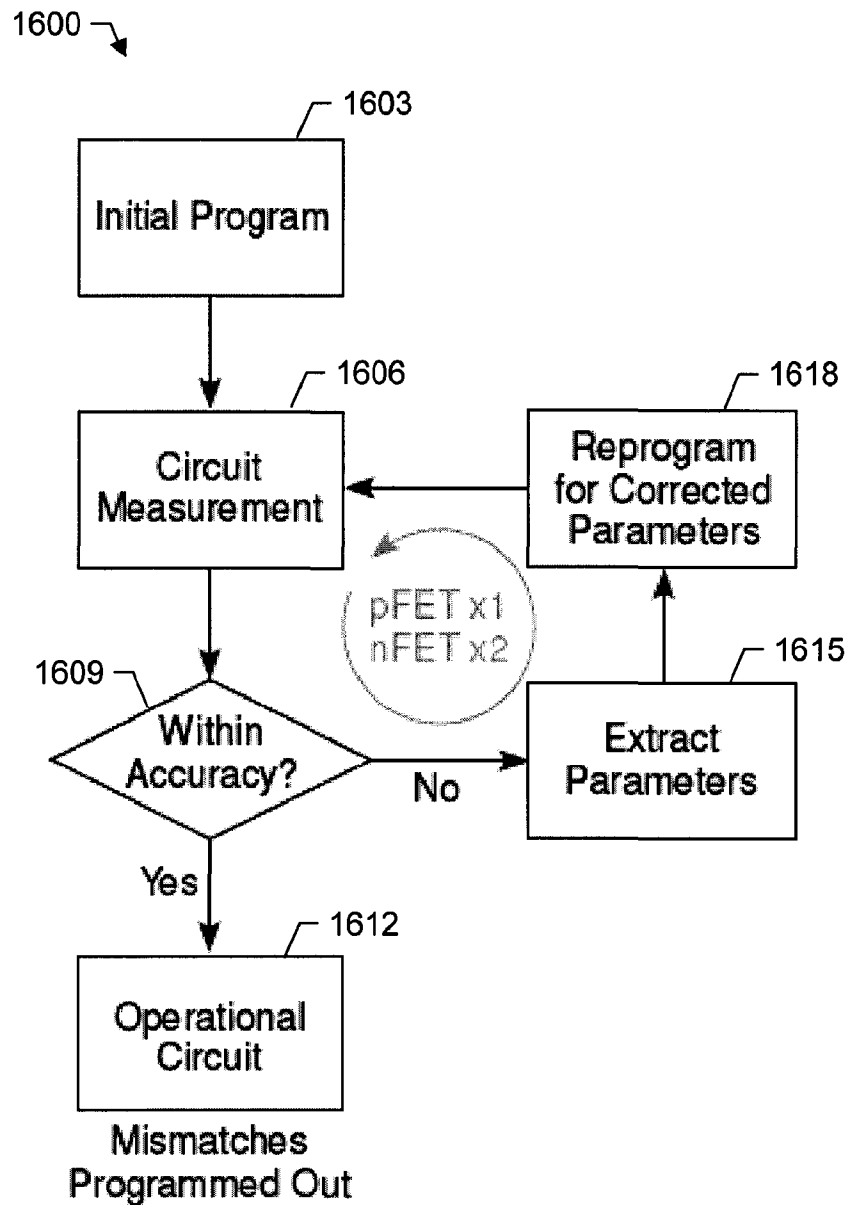 1600
1603
Initial Program
1606
Circuit
Measurement
1618
Reprogram
for Corrected
Parameters
pFET x1
nFET x2
1609
Within
Accuracy?
No
1615
Extract
Parameters
Yes
1612
Operational
Circuit
Mismatches
Programmed Out